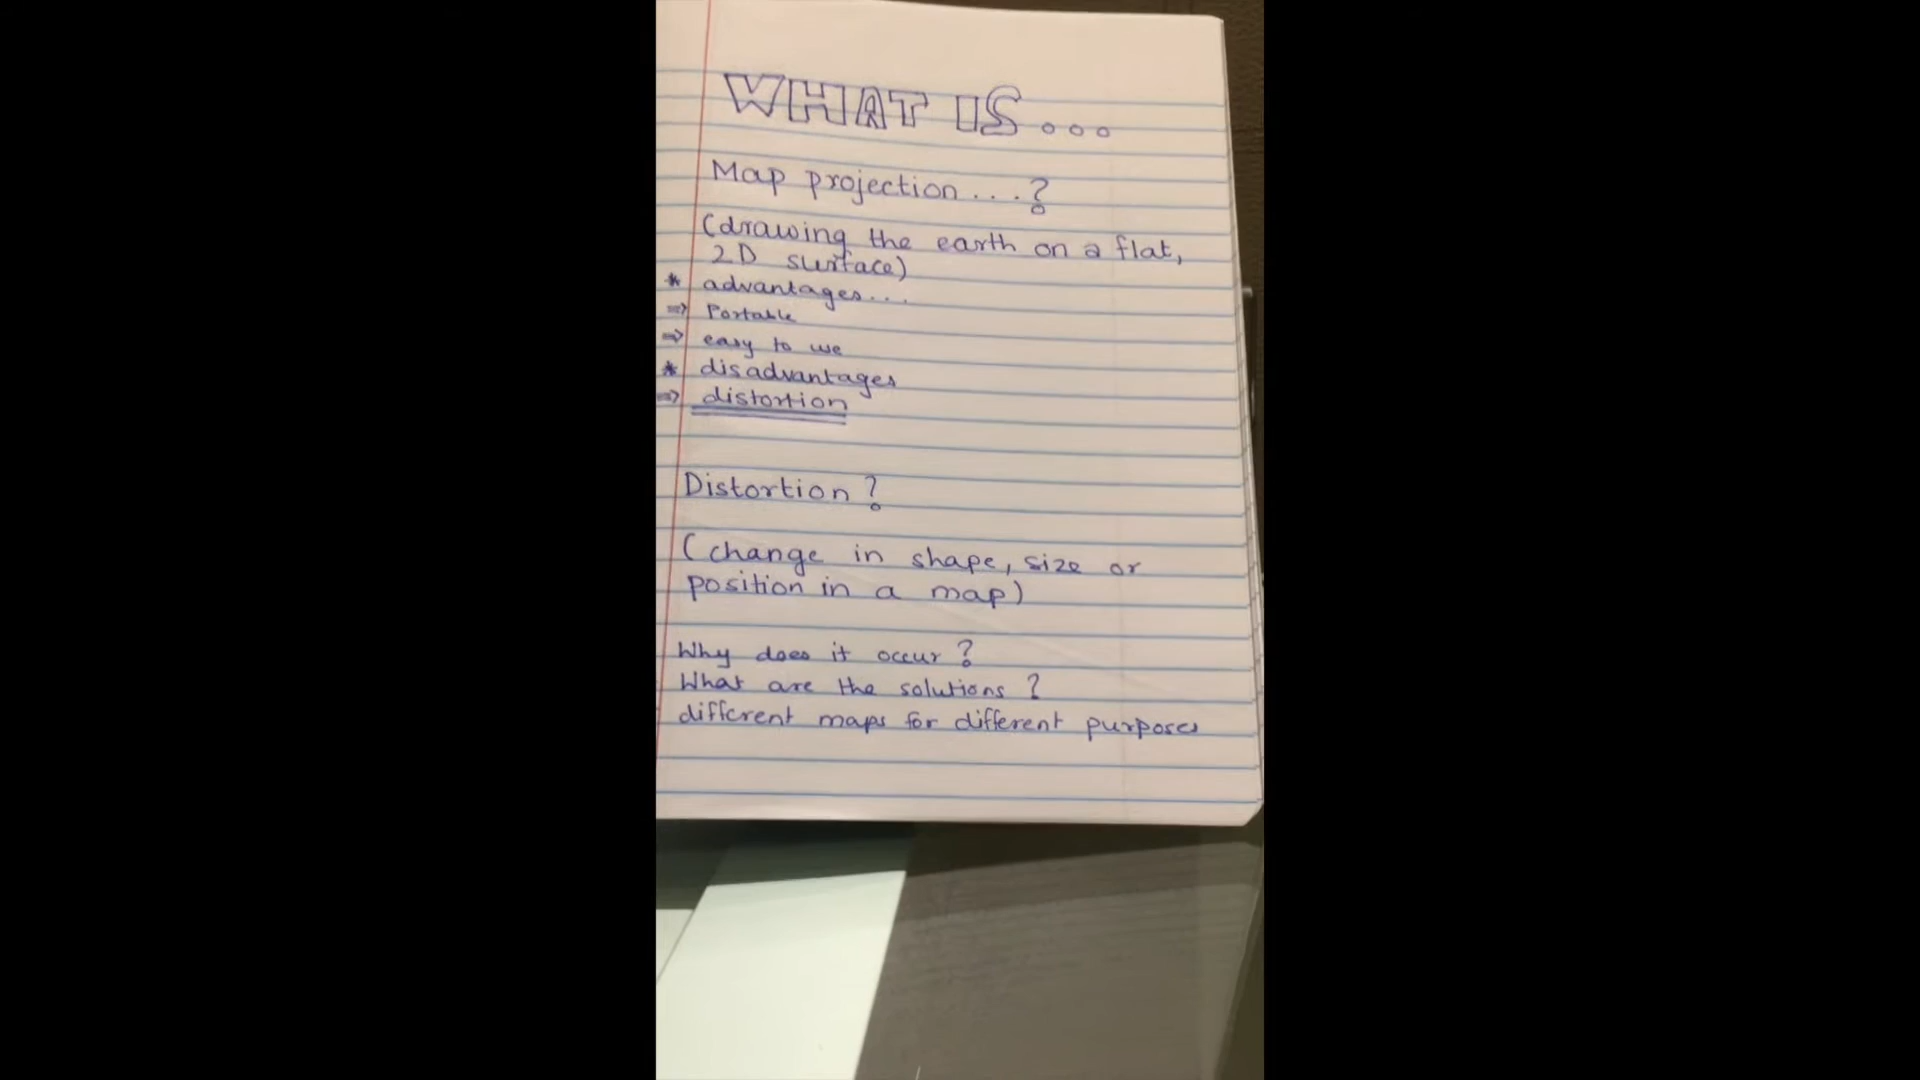 WHAT IS...
Map projection...?
(drawing the earth on a flat,
2D surface)
* advantages...
⇒ Portable
⇒ easy to use
* disadvantages
⇒ distortion
Distortion?
(change in shape, size or
position in a map)
Why does it occur?
What are the solutions?
different maps for different purposes